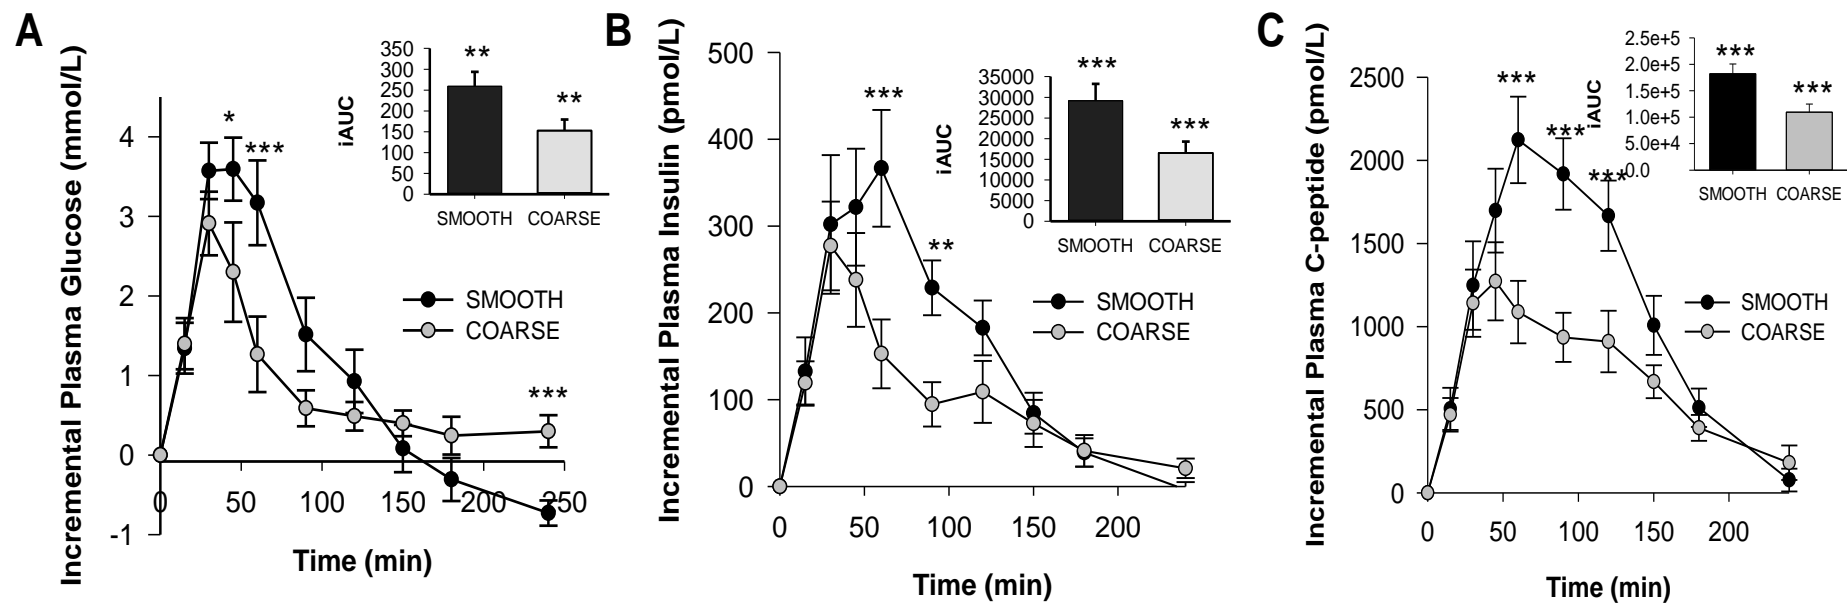 A
Incremental Plasma Glucose (mmol/L)
4
3
2
1
0
-1
0 50 100 150 200 250
Time (min)
* *** ***
SMOOTH
COARSE
iAUC
350
300
250
200
150
100
50
0
** **
SMOOTH COARSE
B
Incremental Plasma Insulin (pmol/L)
500
400
300
200
100
0
0 50 100 150 200
Time (min)
*** **
SMOOTH
COARSE
iAUC
35000
30000
25000
20000
15000
10000
5000
0
*** ***
SMOOTH COARSE
C
Incremental Plasma C-peptide (pmol/L)
2500
2000
1500
1000
500
0
0 50 100 150 200
Time (min)
*** *** ***
SMOOTH
COARSE
iAUC
2.5e+5
2.0e+5
1.5e+5
1.0e+5
5.0e+4
0.0
*** ***
SMOOTH COARSE